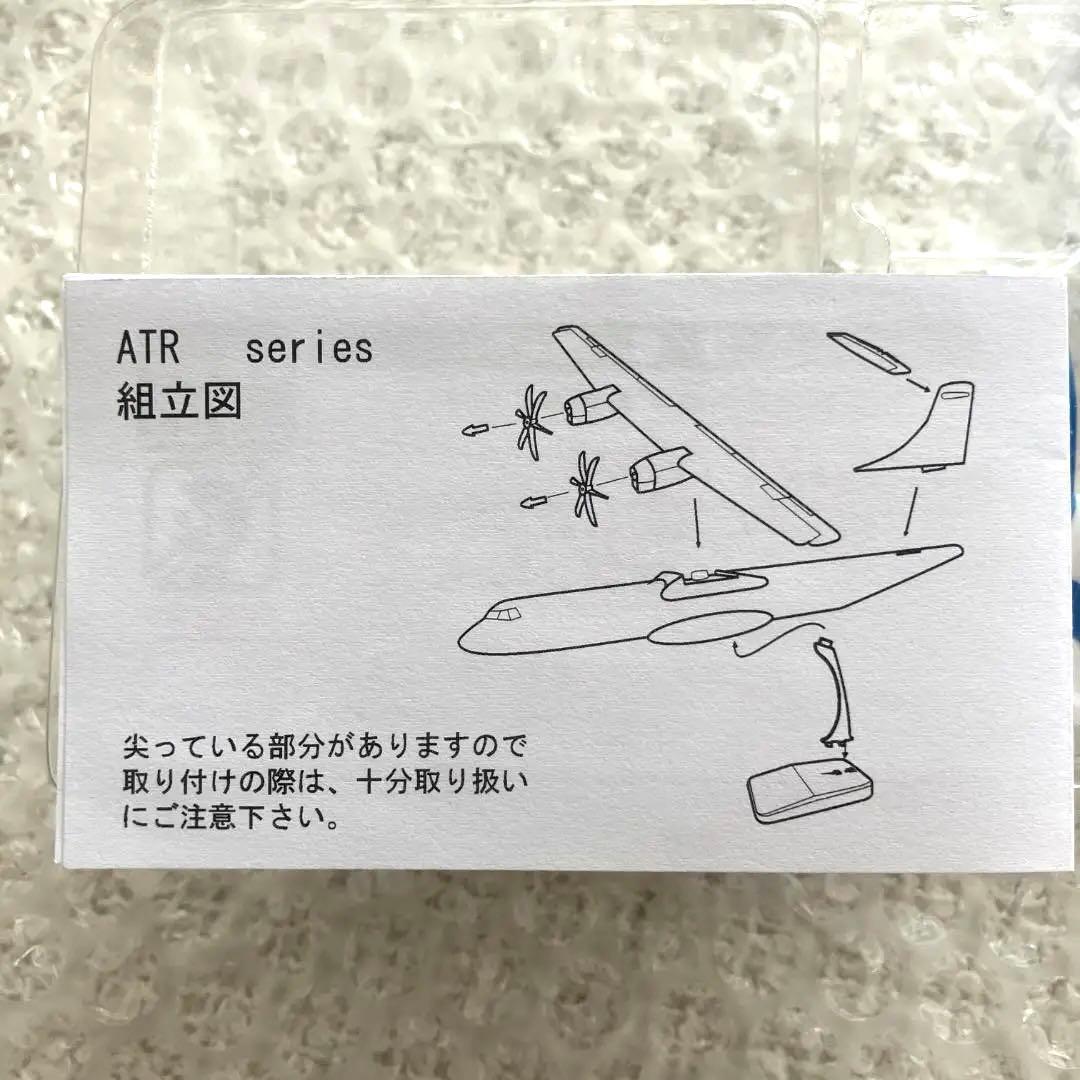 ATR series
組立図
尖っている部分がありますので
取り付けの際は、十分取り扱い
にご注意下さい。